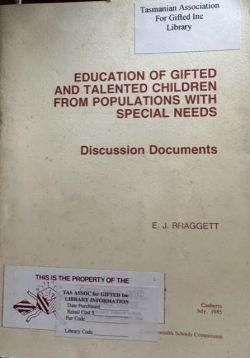 Tasmanian Association
For Gifted Inc
Library
EDUCATION OF GIFTED
AND TALENTED CHILDREN
FROM POPULATIONS WITH
SPECIAL NEEDS
Discussion Documents
E. J. BRAGGETT
THIS IS THE PROPERTY OF THE
TAS ASSOC for GIFTED Inc
LIBRARY INFORMATION
Date Purchased
Retail Cost $
Pur Code
Library Code
Canberra
July, 1985
Schools Commission